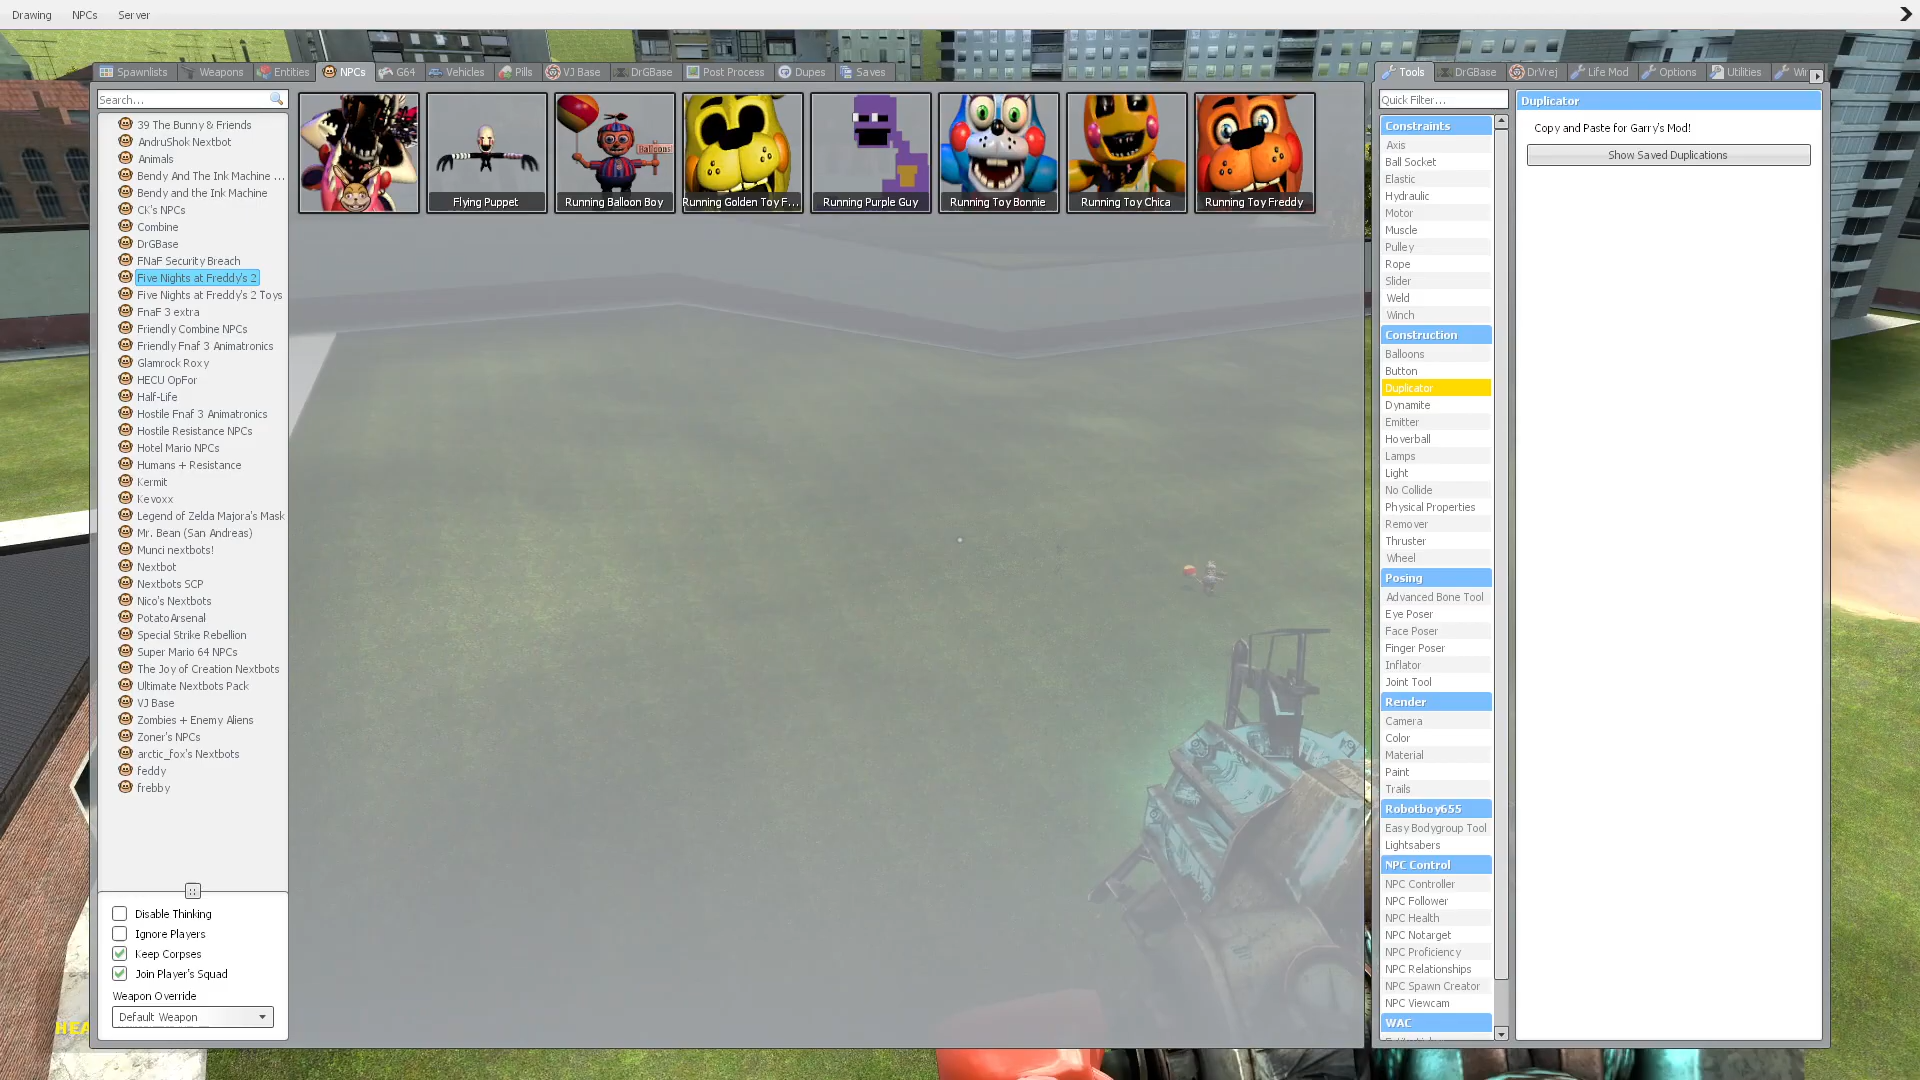 Drawing NPCs Server
Spawnlists Weapons Entities NPCs G64 Vehicles Pills VJ Base DrGBase Post Process Dupes Saves
Search...
39 The Bunny & Friends
AndruShok Nextbot
Animals
Bendy And The Ink Machine ...
Bendy and the Ink Machine
CK's NPCs
Combine
DrGBase
FNaF Security Breach
Five Nights at Freddy's 2
Five Nights at Freddy's 2 Toys
FnaF 3 extra
Friendly Combine NPCs
Friendly Fnaf 3 Animatronics
Glamrock Roxy
HECU OpFor
Half-Life
Hostile Fnaf 3 Animatronics
Hostile Resistance NPCs
Hotel Mario NPCs
Humans + Resistance
Kermit
Kevoxx
Legend of Zelda Majora's Mask
Mr. Bean (San Andreas)
Munci nextbots!
Nextbot
Nextbots SCP
Nico's Nextbots
PotatoArsenal
Special Strike Rebellion
Super Mario 64 NPCs
The Joy of Creation Nextbots
Ultimate Nextbots Pack
VJ Base
Zombies + Enemy Aliens
Zoner's NPCs
arctic_fox's Nextbots
feddy
frebby
Disable Thinking
Ignore Players
Keep Corpses
Join Player's Squad
Weapon Override
Default Weapon
HEA
Balloons!
Flying Puppet
Running Balloon Boy
Running Golden Toy F...
Running Purple Guy
Running Toy Bonnie
Running Toy Chica
Running Toy Freddy
Tools DrGBase DrVrej Life Mod Options Utilities Wi
Quick Filter...
Constraints
Axis
Ball Socket
Elastic
Hydraulic
Motor
Muscle
Pulley
Rope
Slider
Weld
Winch
Construction
Balloons
Button
Duplicator
Dynamite
Emitter
Hoverball
Lamps
Light
No Collide
Physical Properties
Remover
Thruster
Wheel
Posing
Advanced Bone Tool
Eye Poser
Face Poser
Finger Poser
Inflator
Joint Tool
Render
Camera
Color
Material
Paint
Trails
Robotboy655
Easy Bodygroup Tool
Lightsabers
NPC Control
NPC Controller
NPC Follower
NPC Health
NPC Notarget
NPC Proficiency
NPC Relationships
NPC Spawn Creator
NPC Viewcam
WAC
Duplicator
Copy and Paste for Garry's Mod!
Show Saved Duplications